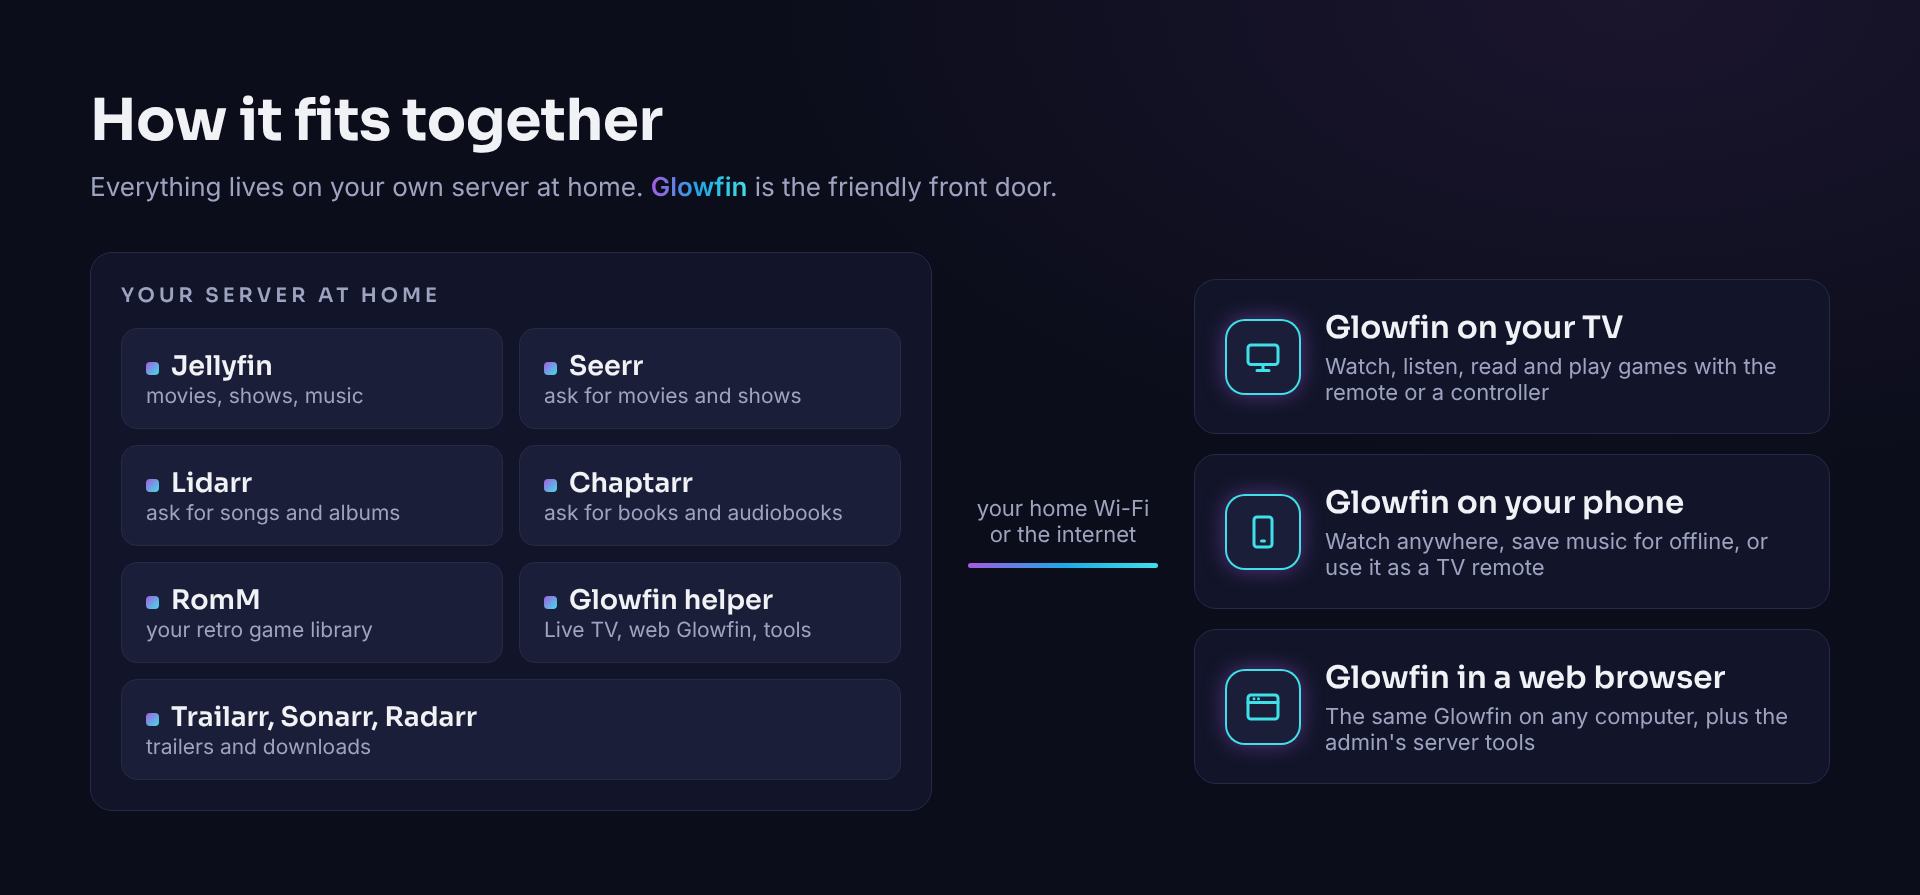 How it fits together
Everything lives on your own server at home. Glowfin is the friendly front door.
YOUR SERVER AT HOME
Jellyfin
movies, shows, music
Seerr
ask for movies and shows
Lidarr
ask for songs and albums
Chaptarr
ask for books and audiobooks
RomM
your retro game library
Glowfin helper
Live TV, web Glowfin, tools
Trailarr, Sonarr, Radarr
trailers and downloads
your home Wi-Fi
or the internet
Glowfin on your TV
Watch, listen, read and play games with the
remote or a controller
Glowfin on your phone
Watch anywhere, save music for offline, or
use it as a TV remote
Glowfin in a web browser
The same Glowfin on any computer, plus the
admin's server tools